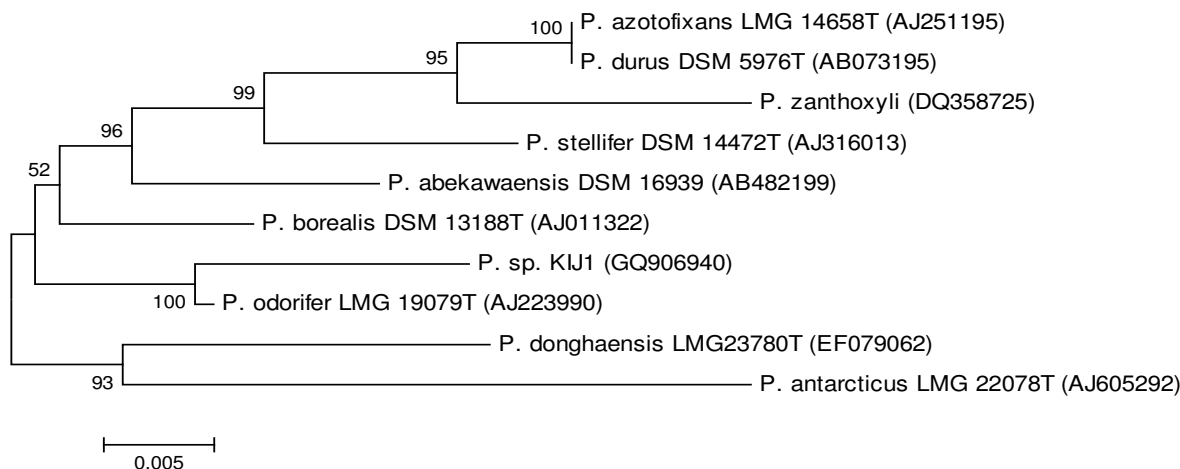 100
P. azotofixans LMG 14658T (AJ251195)
95
P. durus DSM 5976T (AB073195)
99
P. zanthoxyli (DQ358725)
96
P. stellifer DSM 14472T (AJ316013)
52
P. abekawaensis DSM 16939 (AB482199)
P. borealis DSM 13188T (AJ011322)
P. sp. KIJ1 (GQ906940)
100
P. odorifer LMG 19079T (AJ223990)
P. donghaensis LMG23780T (EF079062)
93
P. antarcticus LMG 22078T (AJ605292)
0.005